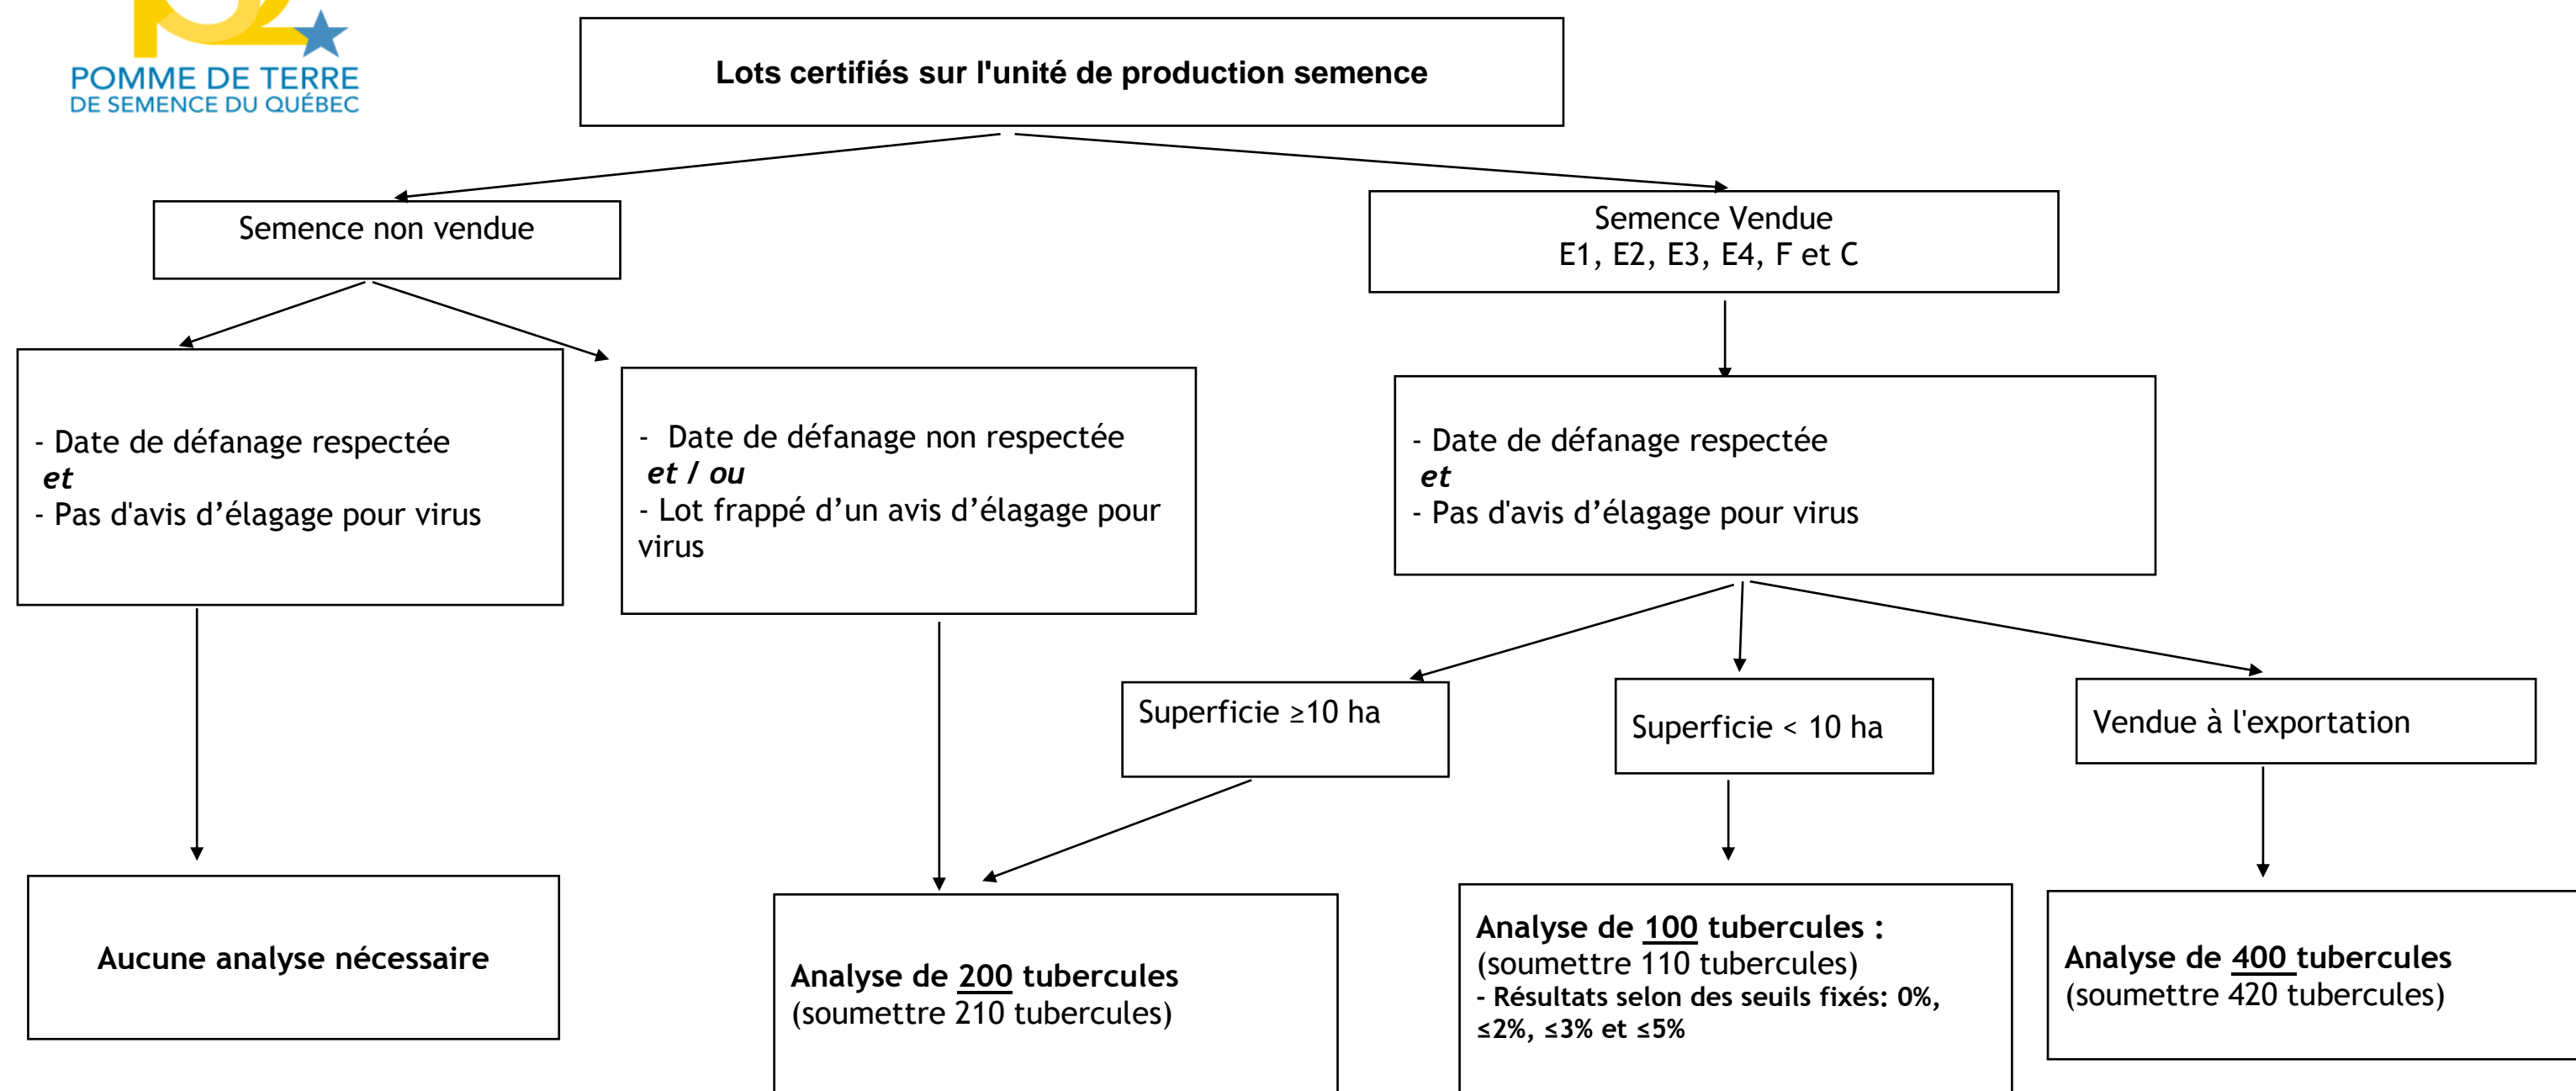 POMME DE TERRE
DE SEMENCE DU QUÉBEC
Lots certifiés sur l'unité de production semence
Semence non vendue
Semence Vendue
E1, E2, E3, E4, F et C
- Date de défanage respectée
et
- Pas d'avis d’élagage pour virus
- Date de défanage non respectée
et / ou
- Lot frappé d’un avis d’élagage pour
virus
- Date de défanage respectée
et
- Pas d'avis d’élagage pour virus
Superficie ≥10 ha
Superficie < 10 ha
Vendue à l'exportation
Aucune analyse nécessaire
Analyse de 200 tubercules
(soumettre 210 tubercules)
Analyse de 100 tubercules :
(soumettre 110 tubercules)
- Résultats selon des seuils fixés: 0%,
≤2%, ≤3% et ≤5%
Analyse de 400 tubercules
(soumettre 420 tubercules)